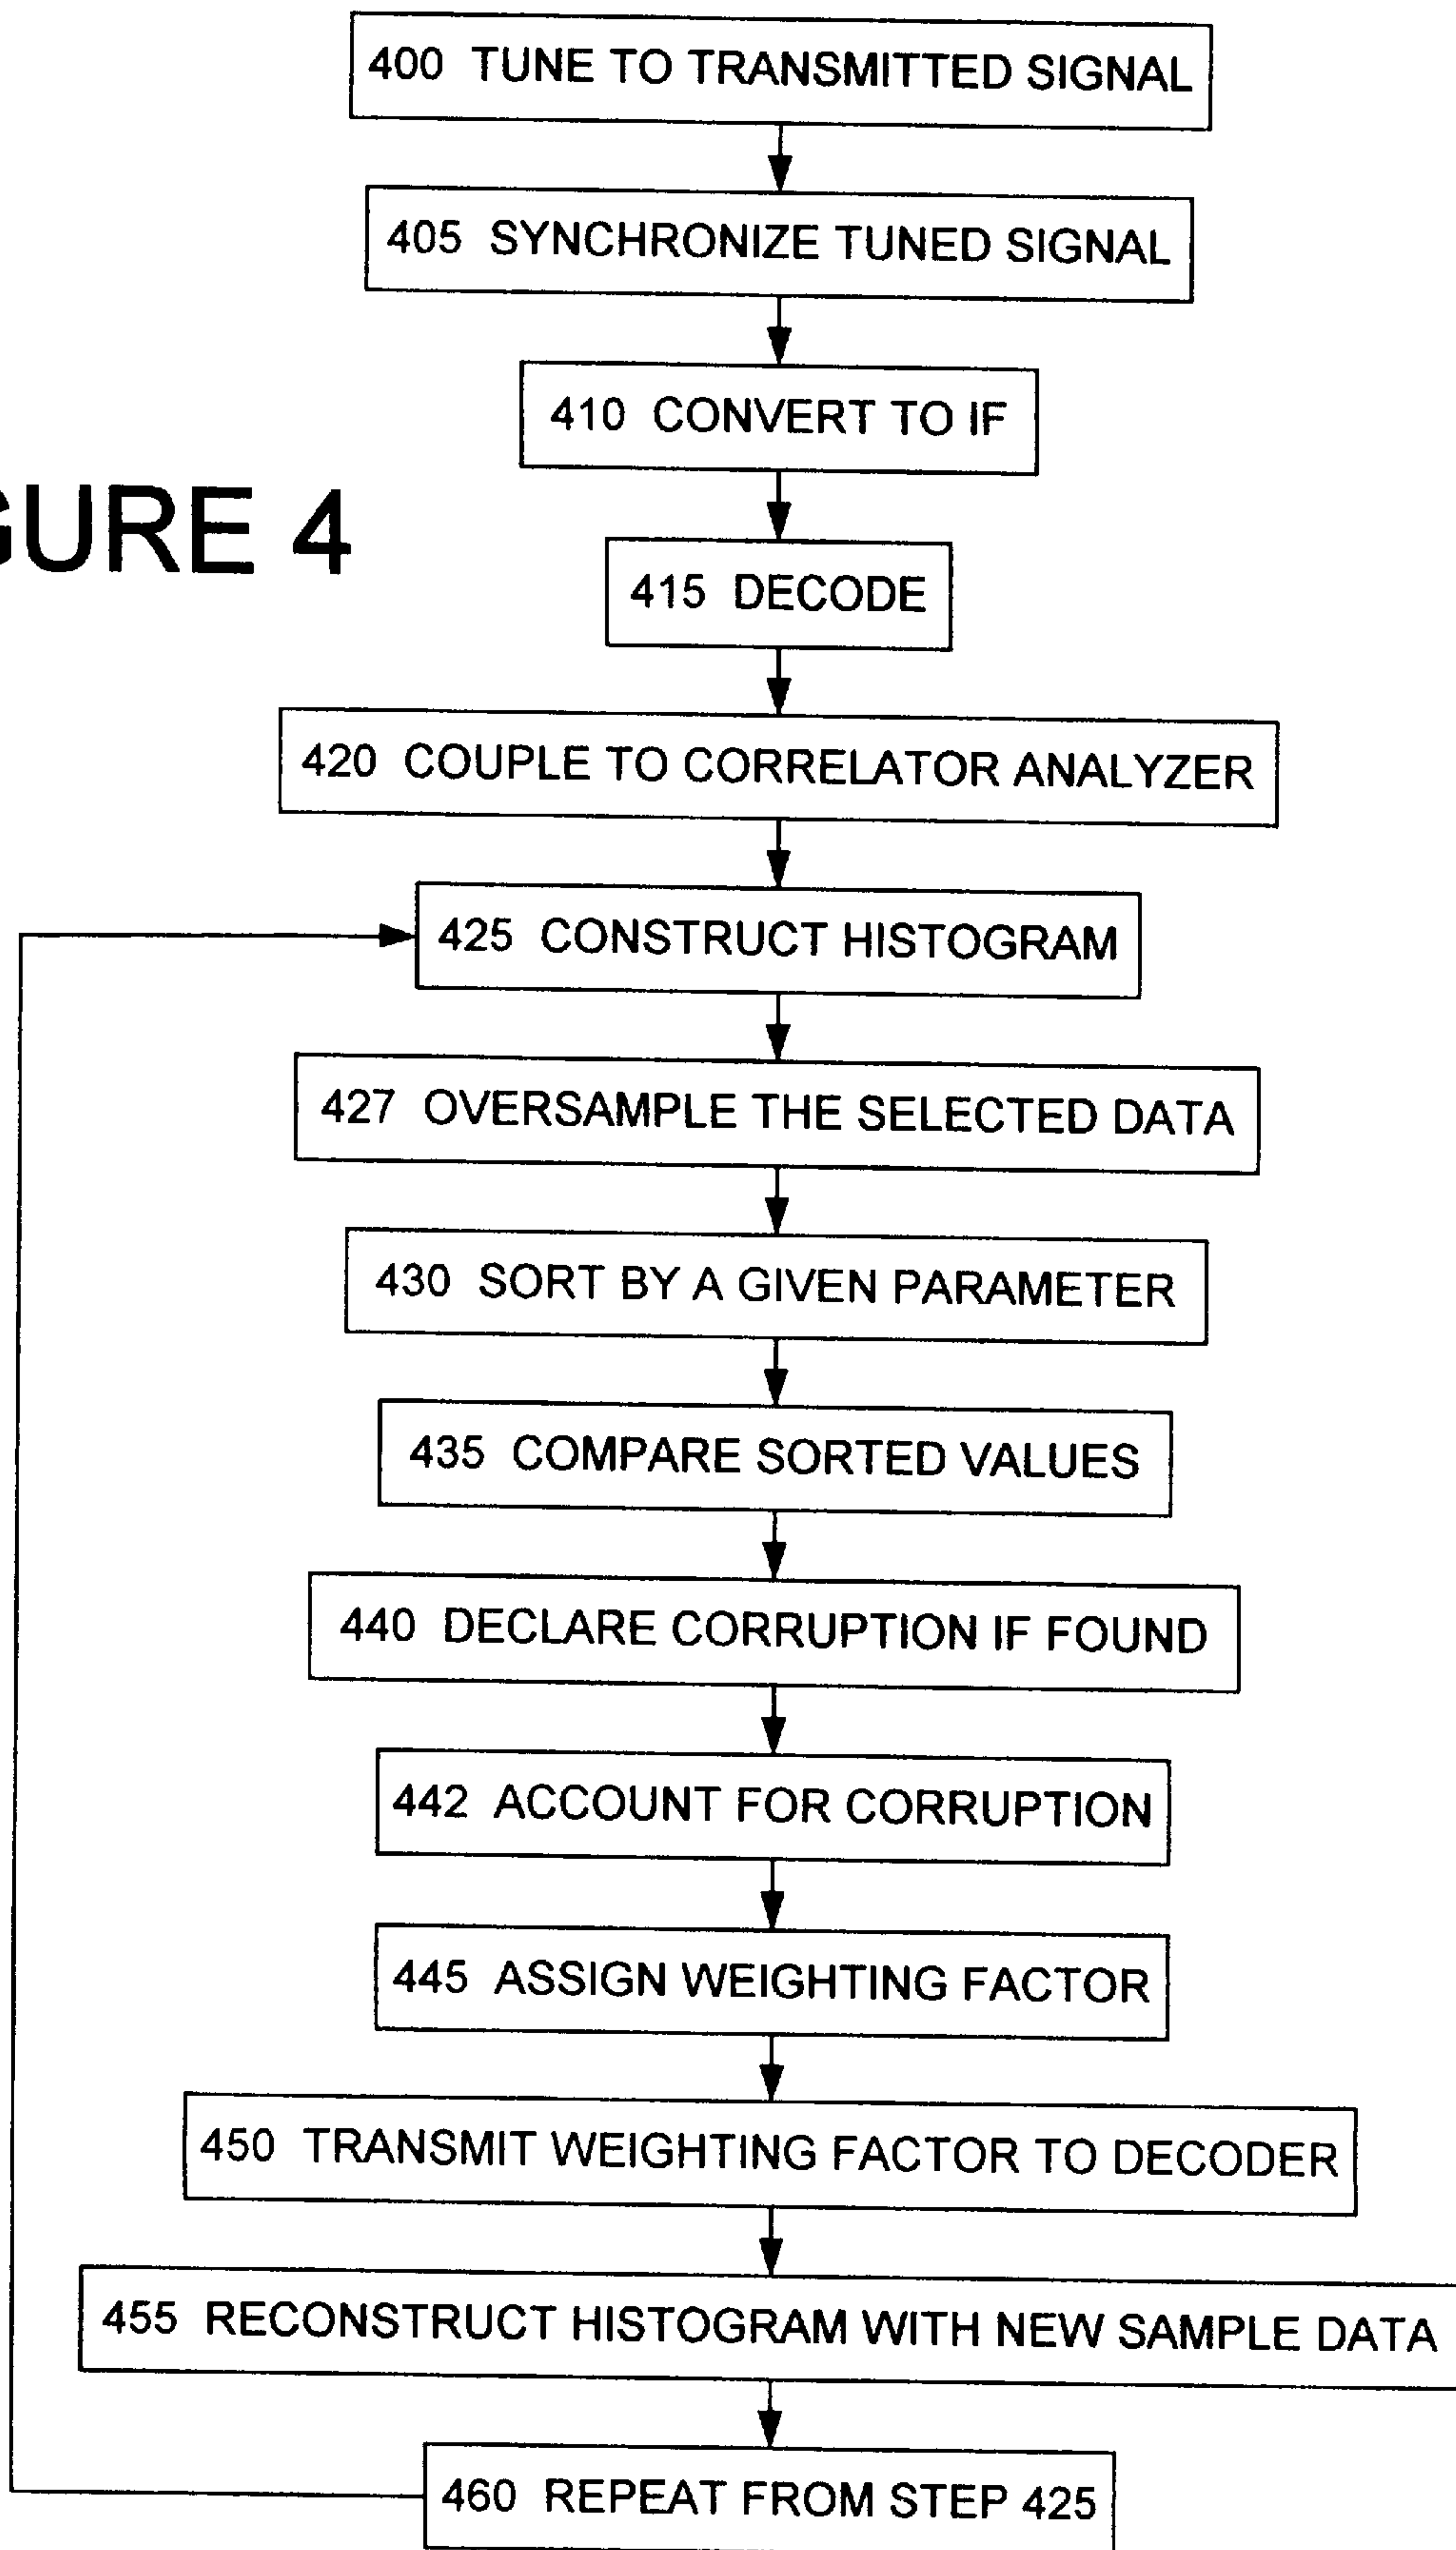 400 TUNE TO TRANSMITTED SIGNAL
405 SYNCHRONIZE TUNED SIGNAL
410 CONVERT TO IF
GURE 4
415 DECODE
420 COUPLE TO CORRELATOR ANALYZER
425 CONSTRUCT HISTOGRAM
427 OVERSAMPLE THE SELECTED DATA
430 SORT BY A GIVEN PARAMETER
435 COMPARE SORTED VALUES
440 DECLARE CORRUPTION IF FOUND
442 ACCOUNT FOR CORRUPTION
445 ASSIGN WEIGHTING FACTOR
450 TRANSMIT WEIGHTING FACTOR TO DECODER
455 RECONSTRUCT HISTOGRAM WITH NEW SAMPLE DATA
460 REPEAT FROM STEP 425